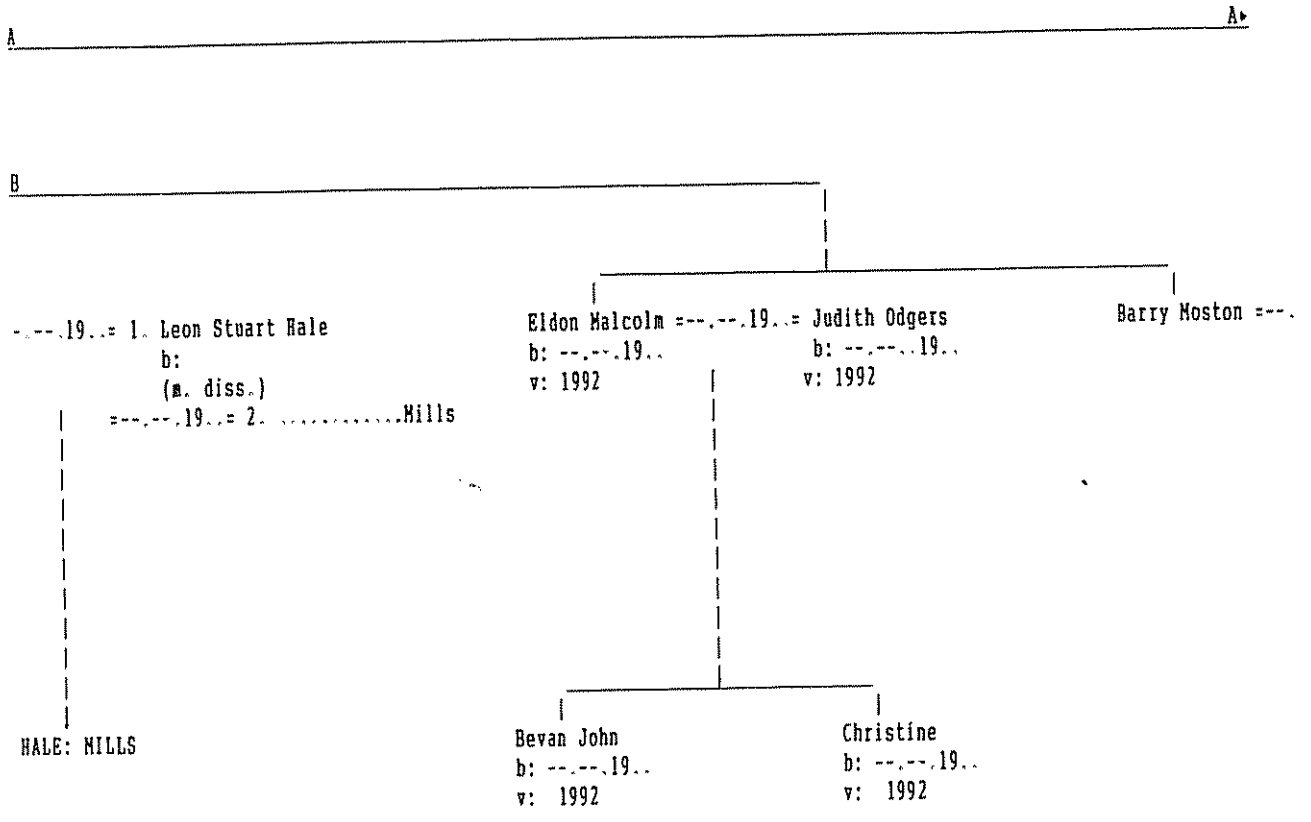 A A▸
B
-.--.19..= 1. Leon Stuart Hale Eldon Malcolm =--.--.19..= Judith Odgers Barry Moston =--.
b: b: --.--.19.. b: --.--..19..
(m. diss.) v: 1992 v: 1992
=--.--.19..= 2. .............Mills
HALE: MILLS Bevan John Christine
b: --.--.19.. b: --.--.19..
v: 1992 v: 1992